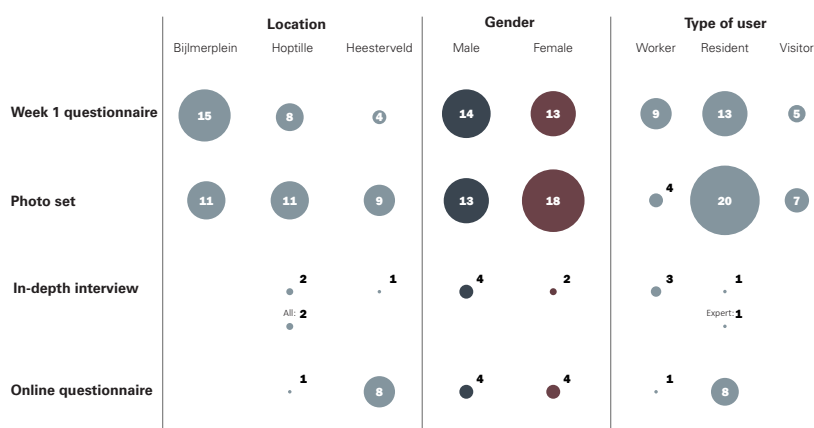 Location Gender Type of user
Bijlmerplein Hoptille Heesterveld Male Female Worker Resident Visitor
Week 1 questionnaire 15 8 4 14 13 9 13 5
Photo set 11 11 9 13 18 4 20 7
In-depth interview 2 1 4 2 3 1
All: 2 Expert: 1
Online questionnaire 1 8 4 4 1 8